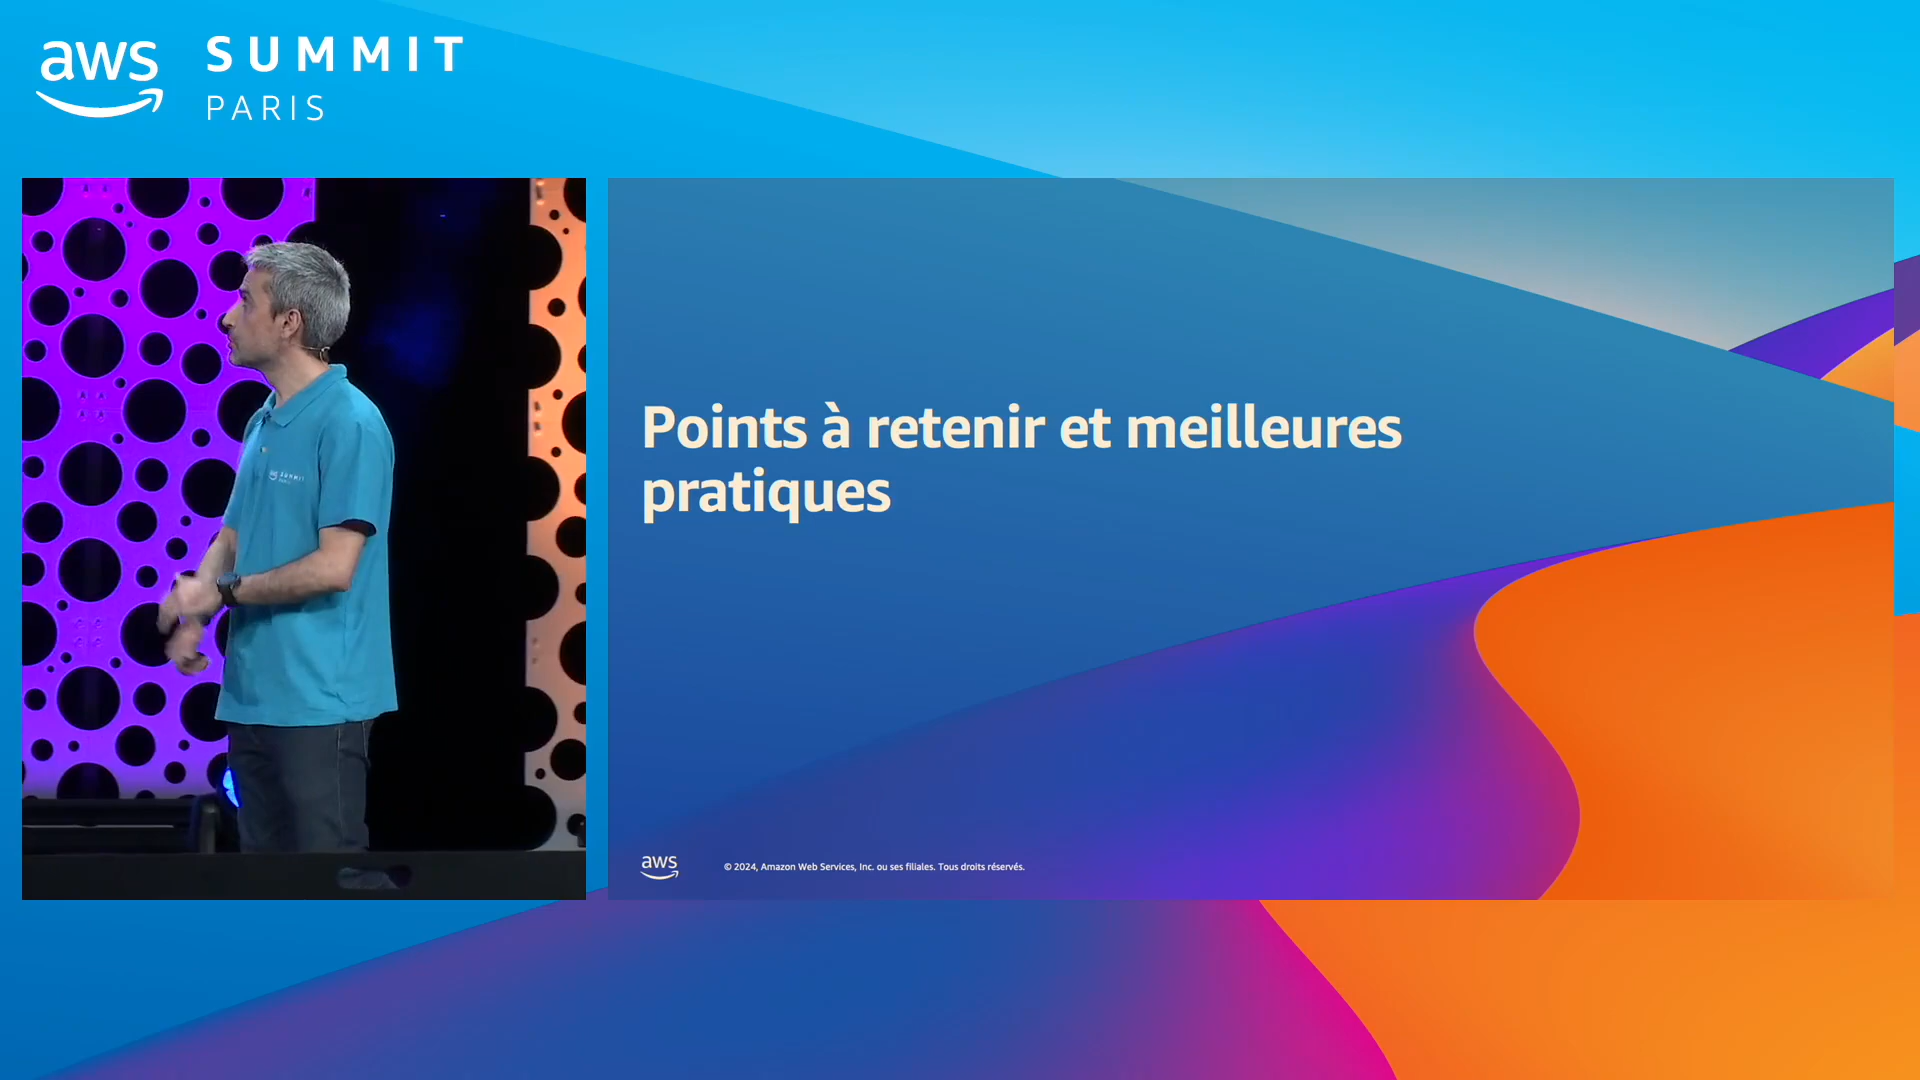 aws SUMMIT
PARIS
Points à retenir et meilleures
pratiques
aws
© 2024, Amazon Web Services, Inc. ou ses filiales. Tous droits réservés.